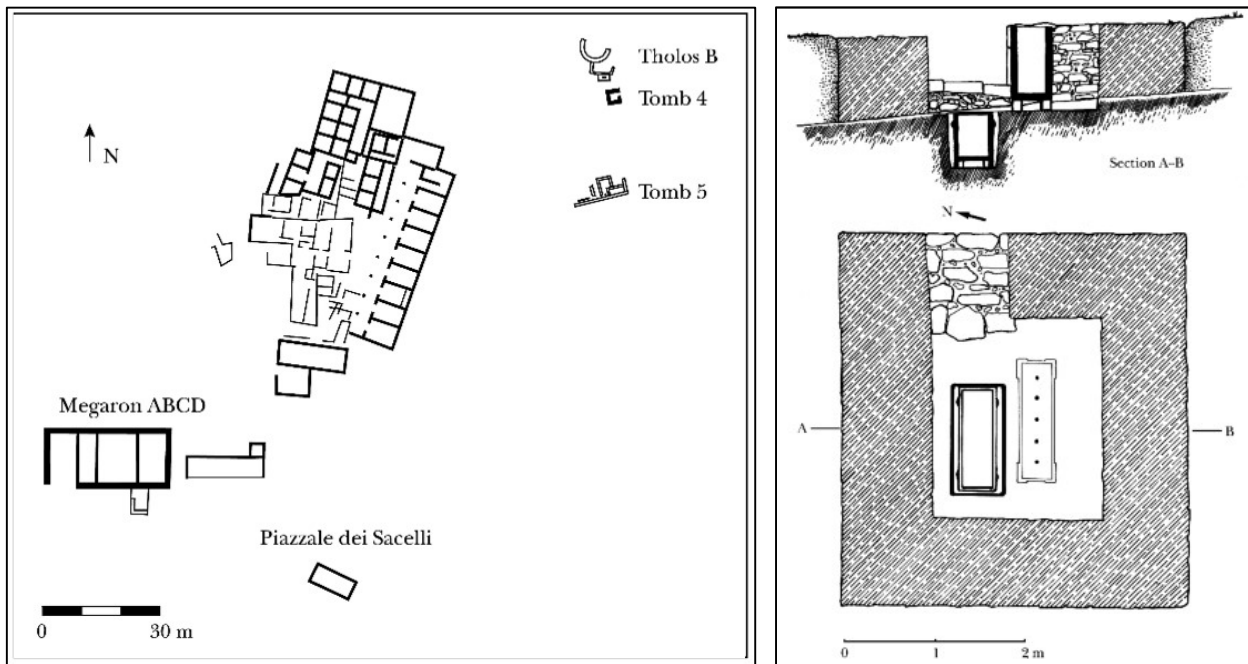 Tholos B
Tomb 4
N
Tomb 5
Megaron ABCD
Piazzale dei Sacelli
0 30 m
Section A–B
N
A B
0 1 2 m